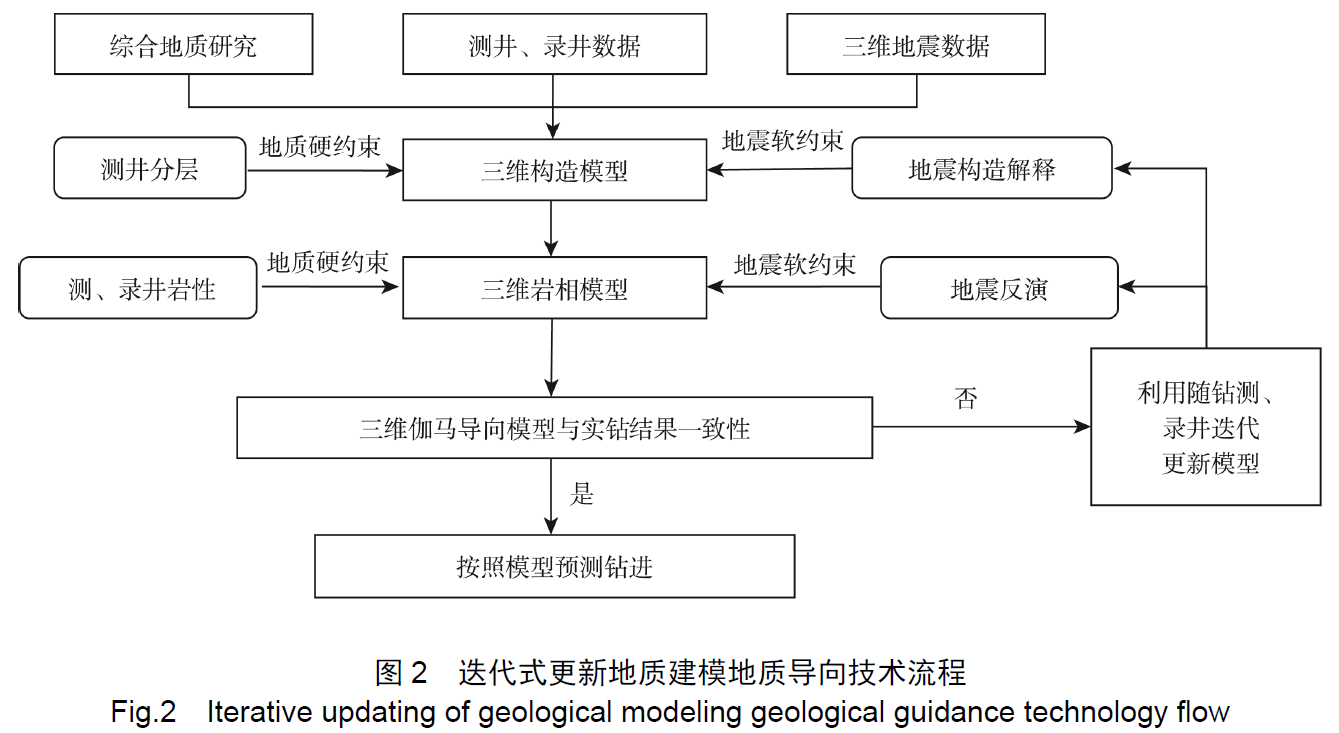 综合地质研究
测井、录井数据
三维地震数据
测井分层
地质硬约束
三维构造模型
地震软约束
地震构造解释
测、录井岩性
地质硬约束
三维岩相模型
地震软约束
地震反演
三维伽马导向模型与实钻结果一致性
否
利用随钻测、
录井迭代
更新模型
是
按照模型预测钻进
图 2 迭代式更新地质建模地质导向技术流程
Fig.2 Iterative updating of geological modeling geological guidance technology flow